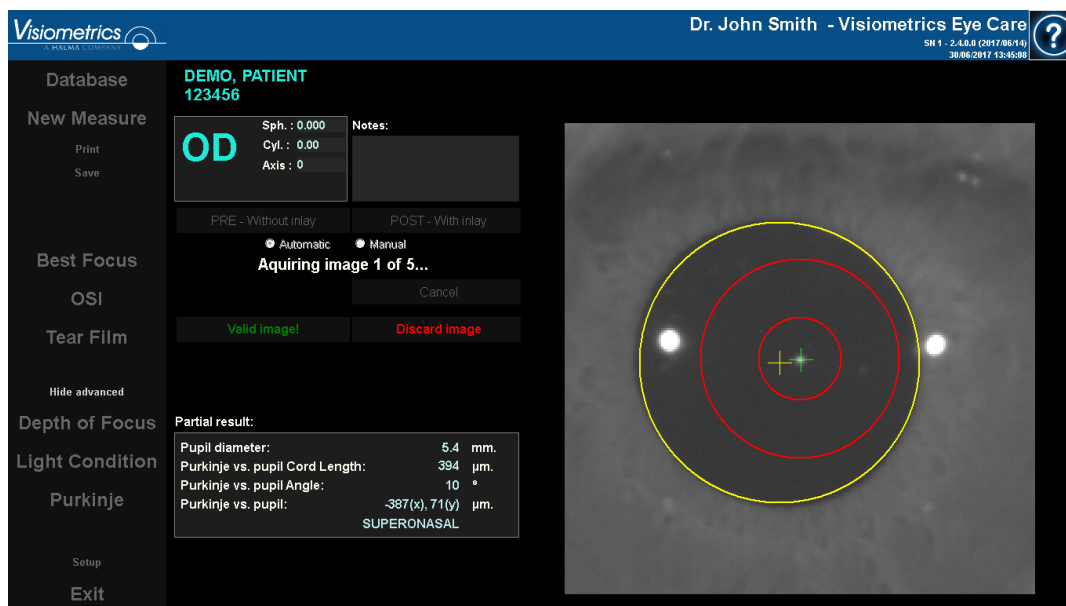 Visiometrics
A HALMA COMPANY
Dr. John Smith - Visiometrics Eye Care
SH 1 - 2.4.0.0 (2017/06/14)
30/06/2017 13:45:08
?
Database
New Measure
Print
Save
Best Focus
OSI
Tear Film
Hide advanced
Depth of Focus
Light Condition
Purkinje
Setup
Exit
DEMO, PATIENT
123456
OD
Sph. : 0.000
Cyl. : 0.00
Axis : 0
Notes:
PRE - Without inlay
POST - With inlay
Automatic
Manual
Aquiring image 1 of 5...
Cancel
Valid image!
Discard image
Partial result:
Pupil diameter: 5.4 mm.
Purkinje vs. pupil Cord Length: 394 µm.
Purkinje vs. pupil Angle: 10 °
Purkinje vs. pupil: -387(x), 71(y) µm.
SUPERONASAL